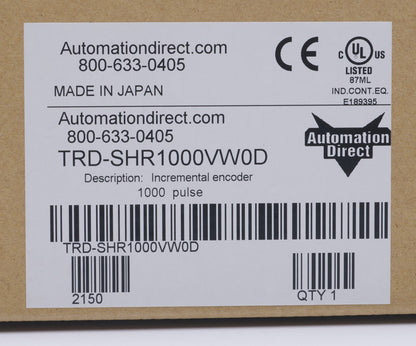 Automationdirect.com
800-633-0405
MADE IN JAPAN
CE
C UL US
LISTED
87ML
IND.CONT.EQ.
E189395
Automationdirect.com
800-633-0405
Automation
Direct
TRD-SHR1000VW0D
Description: Incremental encoder
1000 pulse
TRD-SHR1000VW0D
2150
QTY 1